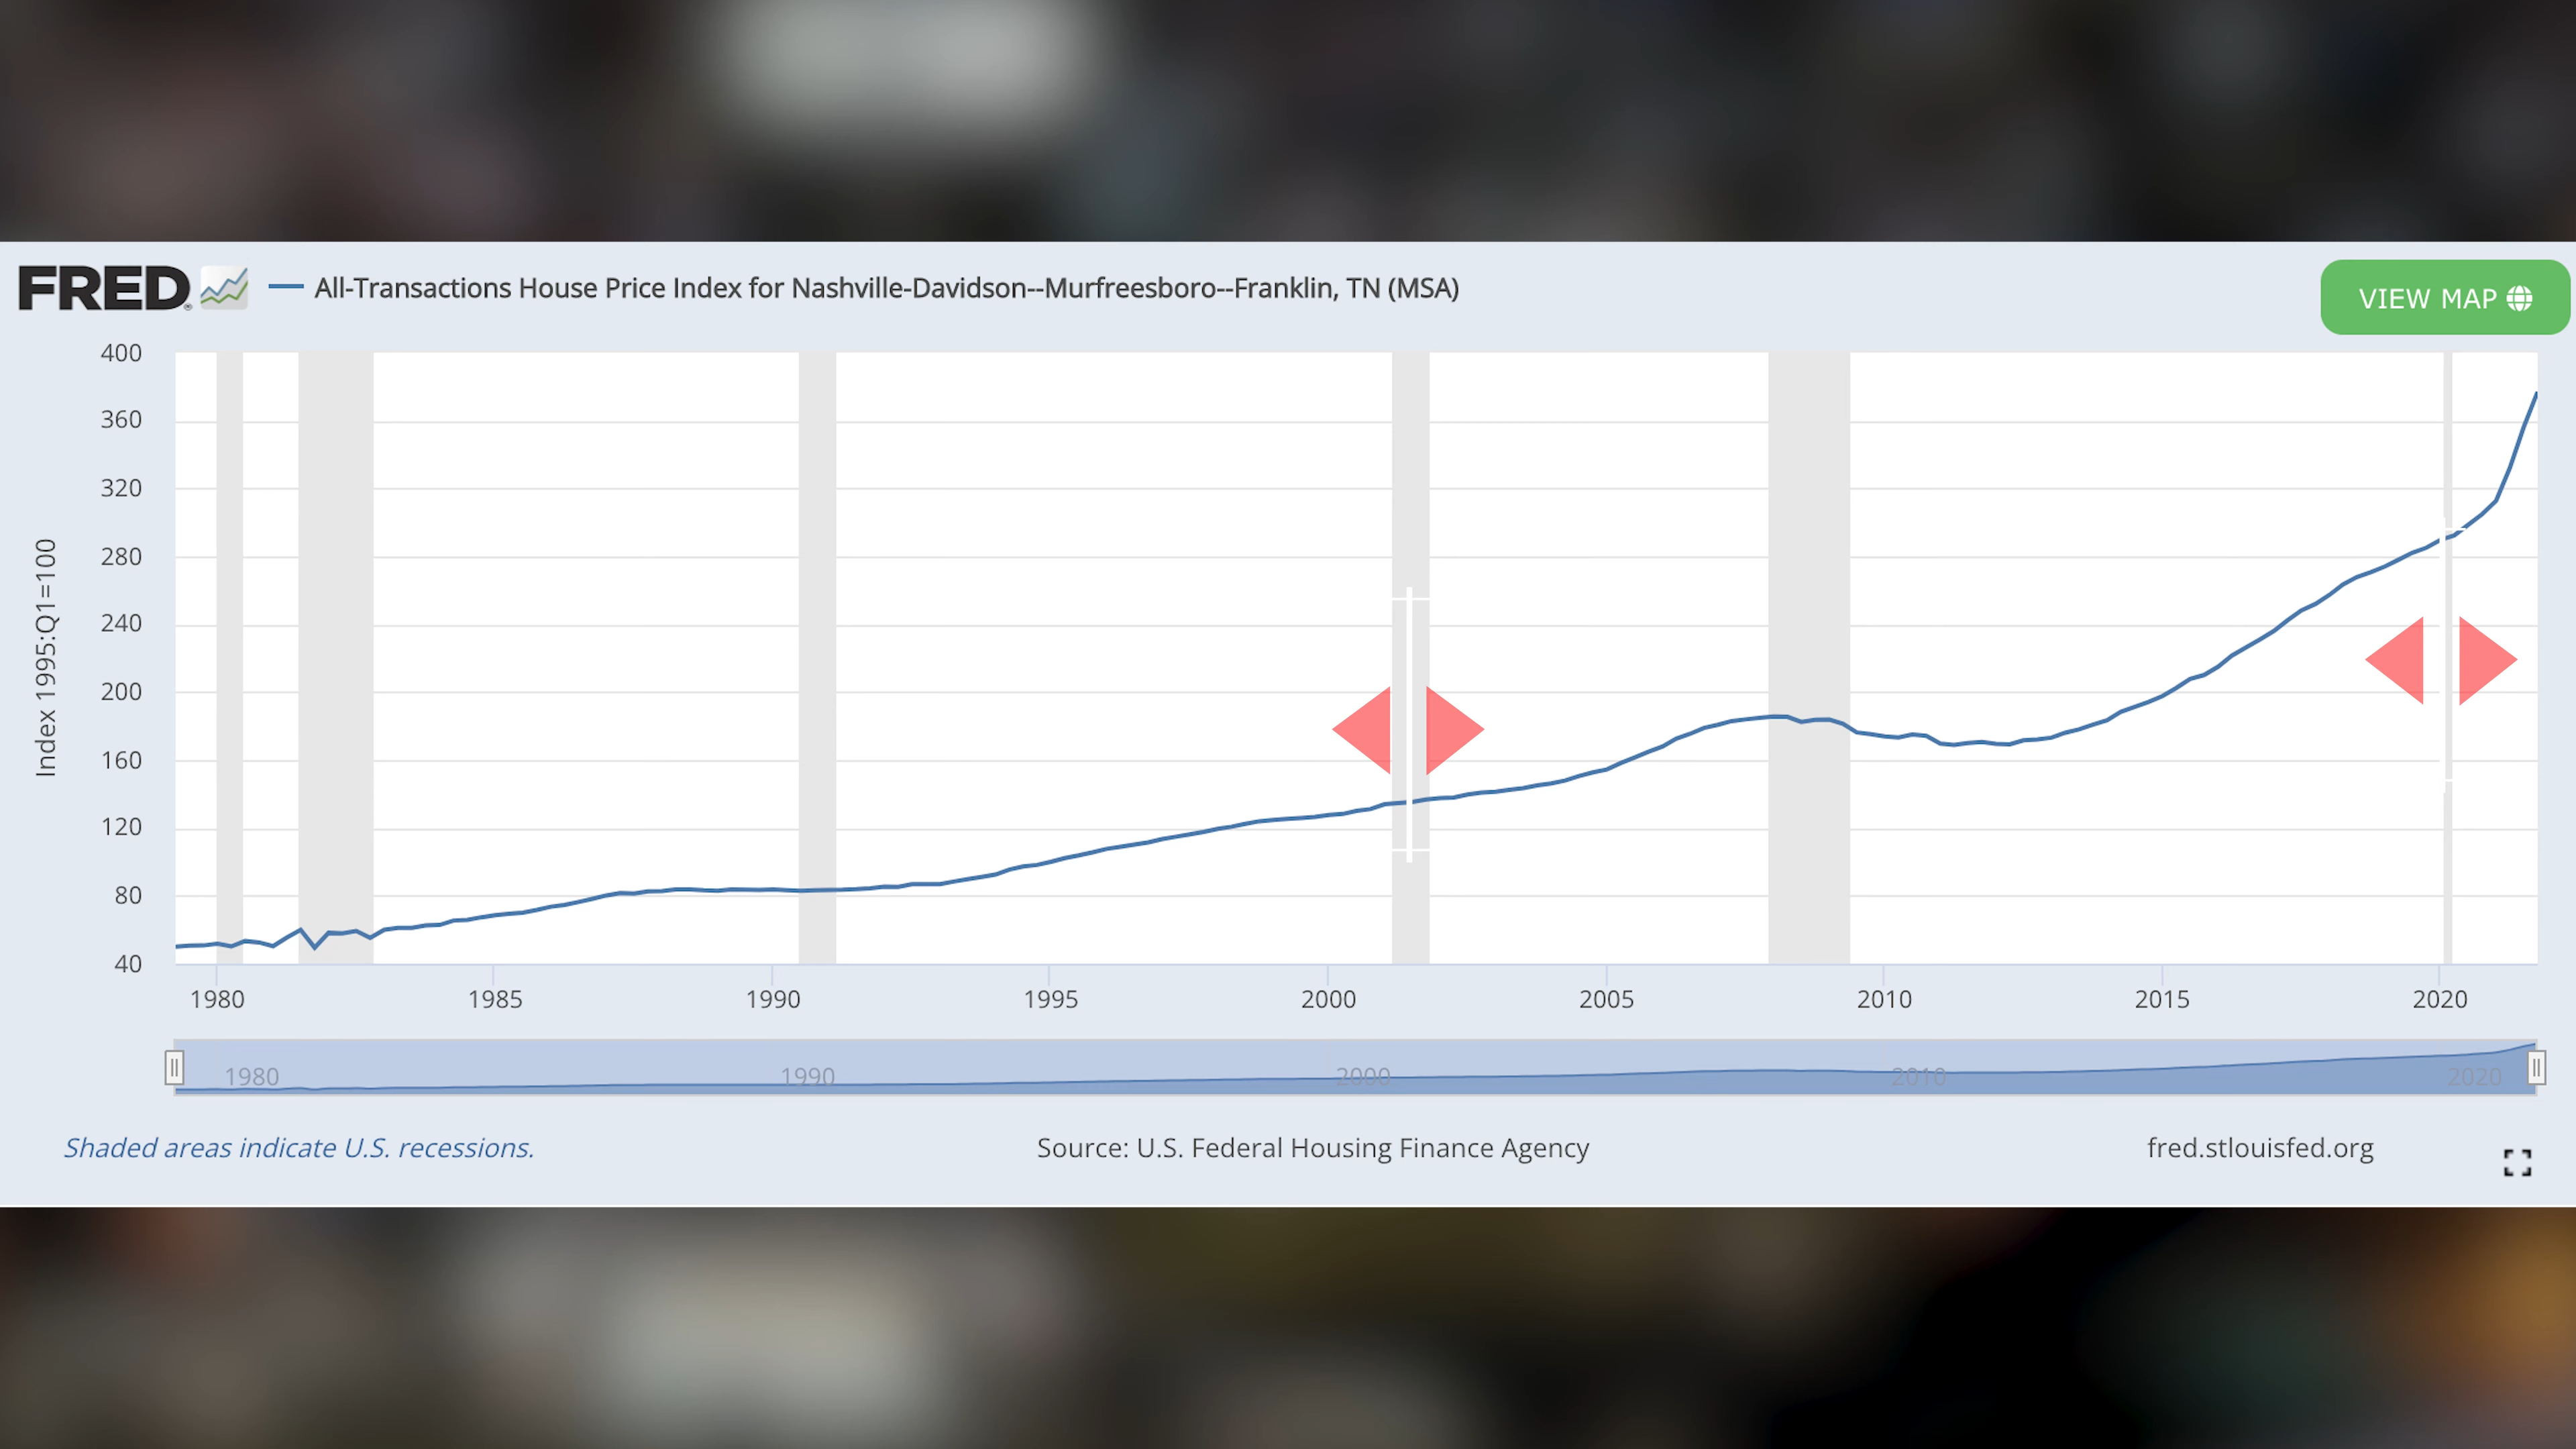 FRED
All-Transactions House Price Index for Nashville-Davidson--Murfreesboro--Franklin, TN (MSA)
VIEW MAP
Index 1995:Q1=100
400
360
320
280
240
200
160
120
80
40
1980 1985 1990 1995 2000 2005 2010 2015 2020
1980 1990 2000 2010 2020
Shaded areas indicate U.S. recessions.
Source: U.S. Federal Housing Finance Agency
fred.stlouisfed.org